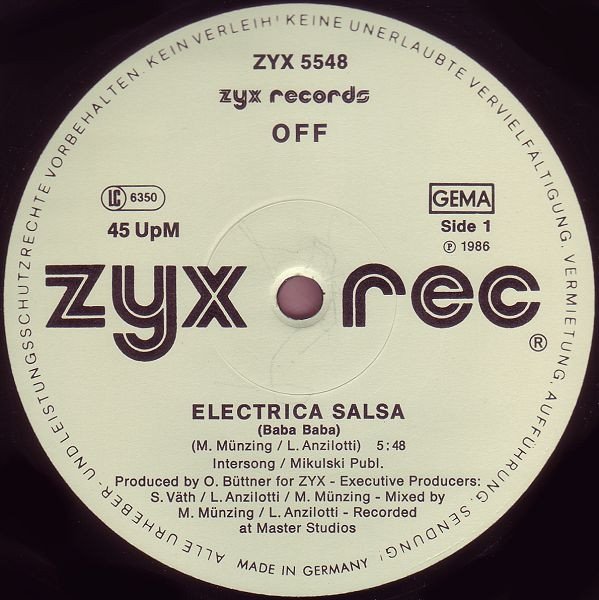 ALLE URHEBER- UND LEISTUNGSSCHUTZRECHTE VORBEHALTEN. KEIN VERLEIH! KEINE UNERLAUBTE VERVIELFÄLTIGUNG, VERMIETUNG, AUFFÜHRUNG, SENDUNG!
ZYX 5548
zyx records
OFF
LC 6350
GEMA
45 UpM
Side 1
Ⓟ 1986
zyx rec
®
ELECTRICA SALSA
(Baba Baba)
(M. Münzing / L. Anzilotti) 5:48
Intersong / Mikulski Publ.
Produced by O. Büttner for ZYX - Executive Producers:
S. Väth / L. Anzilotti / M. Münzing - Mixed by
M. Münzing / L. Anzilotti - Recorded
at Master Studios
MADE IN GERMANY